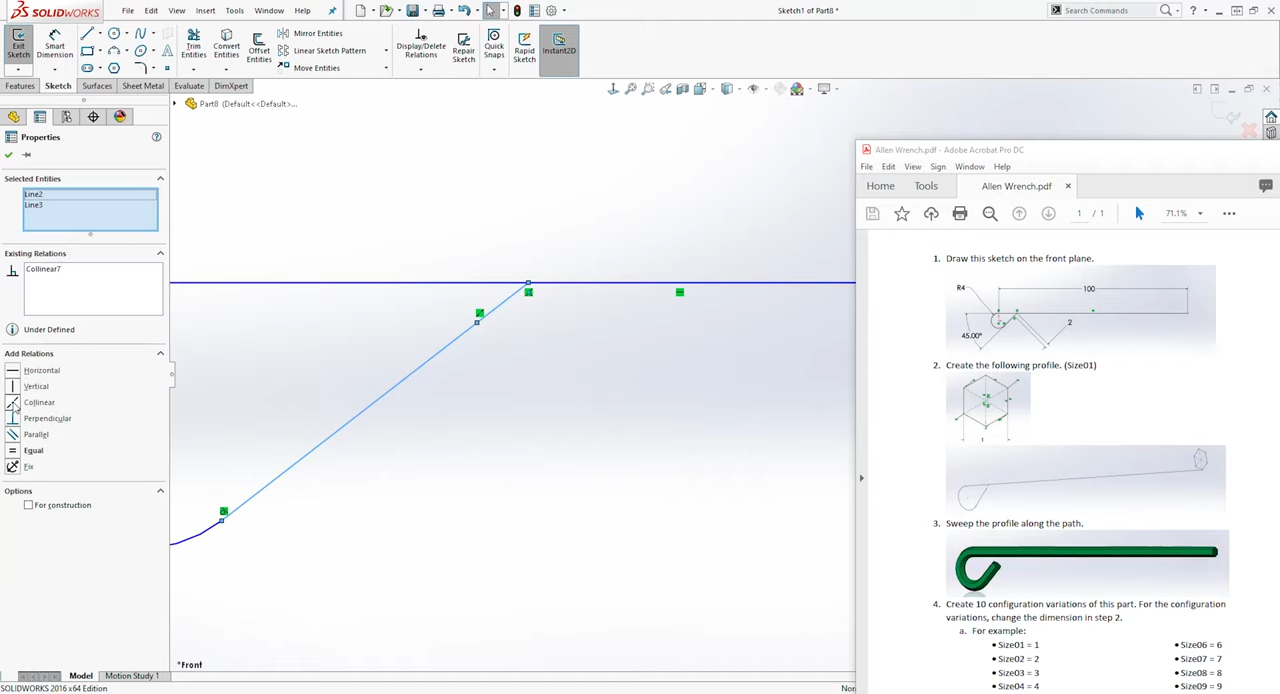 SOLIDWORKS File Edit View Insert Tools Window Help Sketch1 of Part8 * Search Commands ?
Exit Sketch Smart Dimension Trim Entities Convert Entities Offset Entities Mirror Entities Display/Delete Relations Repair Sketch Quick Snaps Rapid Sketch Instant2D
Linear Sketch Pattern
Move Entities
Features Sketch Surfaces Sheet Metal Evaluate DimXpert
Part8 (Default<<Default>...
Properties
Selected Entities
Line2
Line3
Existing Relations
Collinear7
Under Defined
Add Relations
Horizontal
Vertical
Collinear
Perpendicular
Parallel
Equal
Fix
Options
For construction
*Front
Model Motion Study 1
SOLIDWORKS 2016 x64 Edition
Allen Wrench.pdf - Adobe Acrobat Pro DC
File Edit View Sign Window Help
Home Tools Allen Wrench.pdf ×
1 / 1 71.1%
1. Draw this sketch on the front plane.
100
R4
2
45.00°
2. Create the following profile. (Size01)
1
3. Sweep the profile along the path.
4. Create 10 configuration variations of this part. For the configuration
variations, change the dimension in step 2.
a. For example:
• Size01 = 1 • Size06 = 6
• Size02 = 2 • Size07 = 7
• Size03 = 3 • Size08 = 8
• Size04 = 4 • Size09 = 9